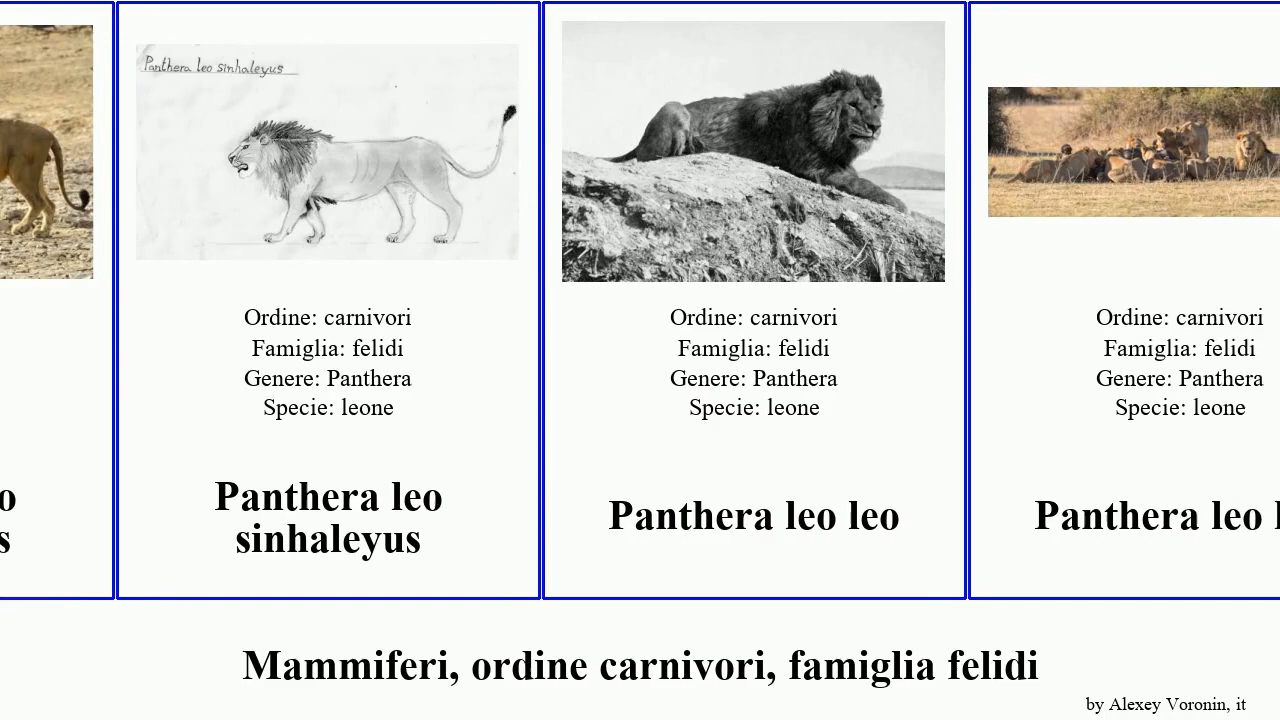 Panthera leo sinhaleyus
Ordine: carnivori
Famiglia: felidi
Genere: Panthera
Specie: leone
Panthera leo
sinhaleyus
Ordine: carnivori
Famiglia: felidi
Genere: Panthera
Specie: leone
Panthera leo leo
Ordine: carnivori
Famiglia: felidi
Genere: Panthera
Specie: leone
Panthera leo l
o
s
Mammiferi, ordine carnivori, famiglia felidi
by Alexey Voronin, it